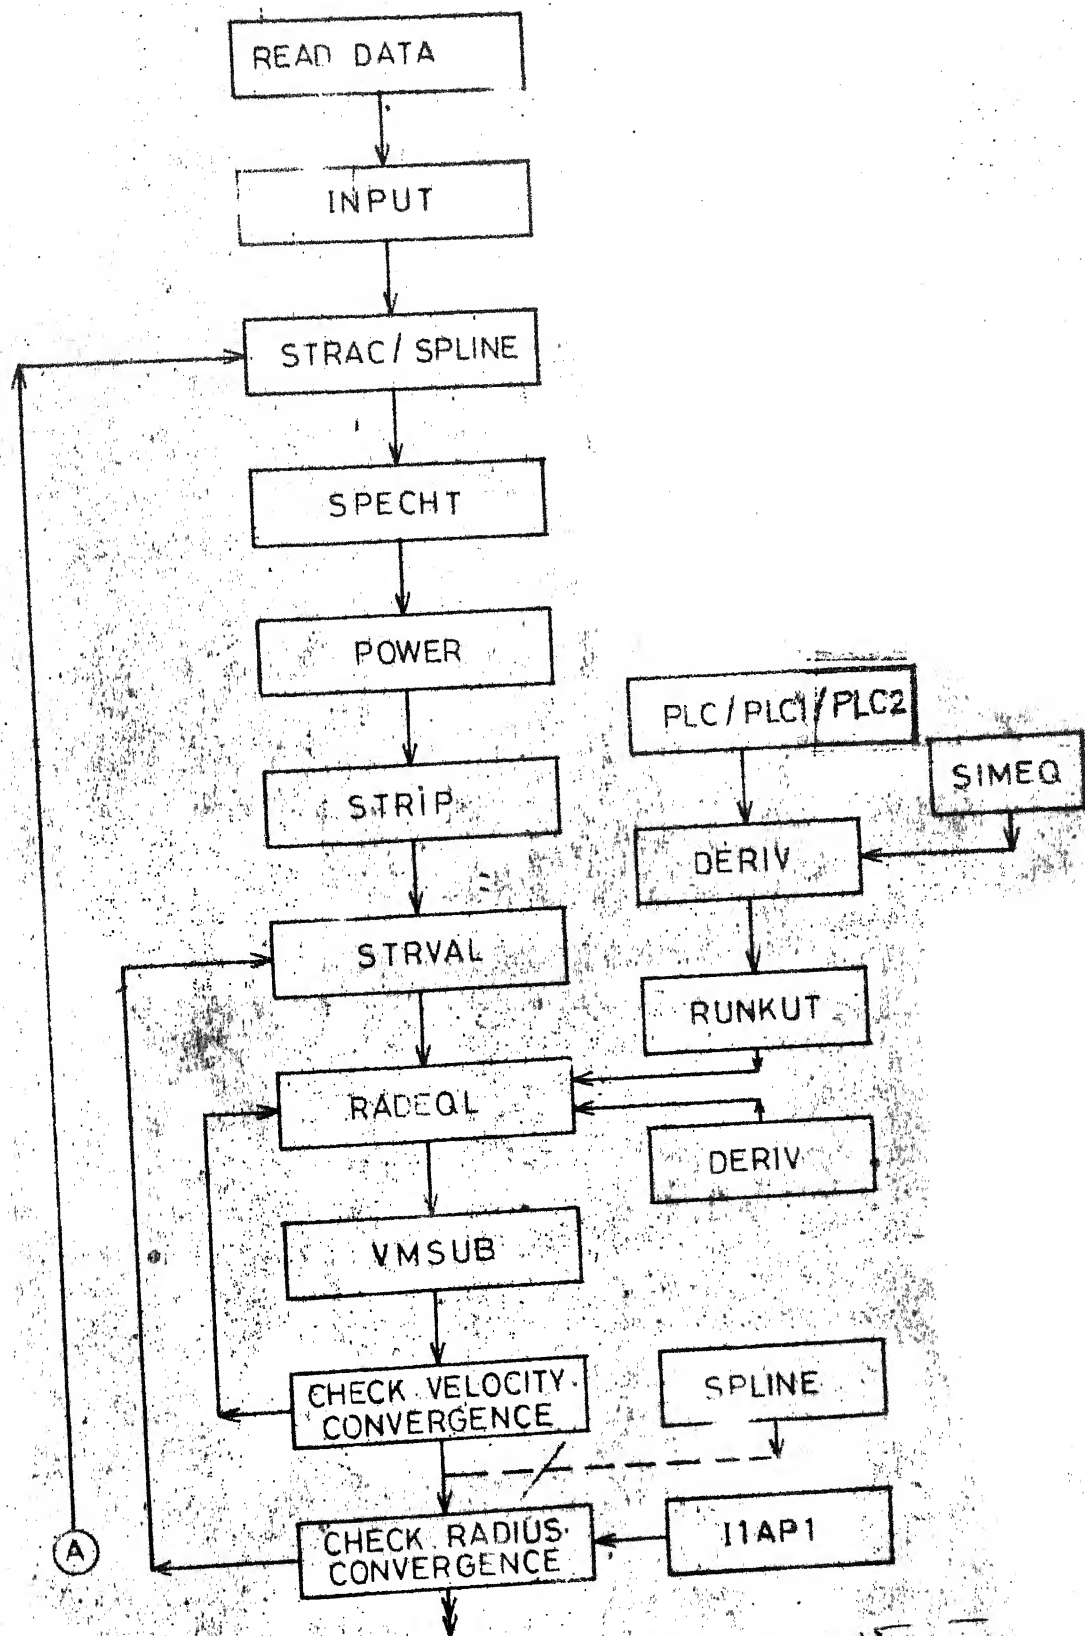 READ DATA
INPUT
STRAC/SPLINE
SPECHT
POWER
PLC/PLC1/PLC2
SIMEQ
STRIP
DERIV
STRVAL
RUNKUT
RADEQL
DERIV
VMSUB
CHECK VELOCITY
CONVERGENCE
SPLINE
CHECK RADIUS
CONVERGENCE
I1AP1
A